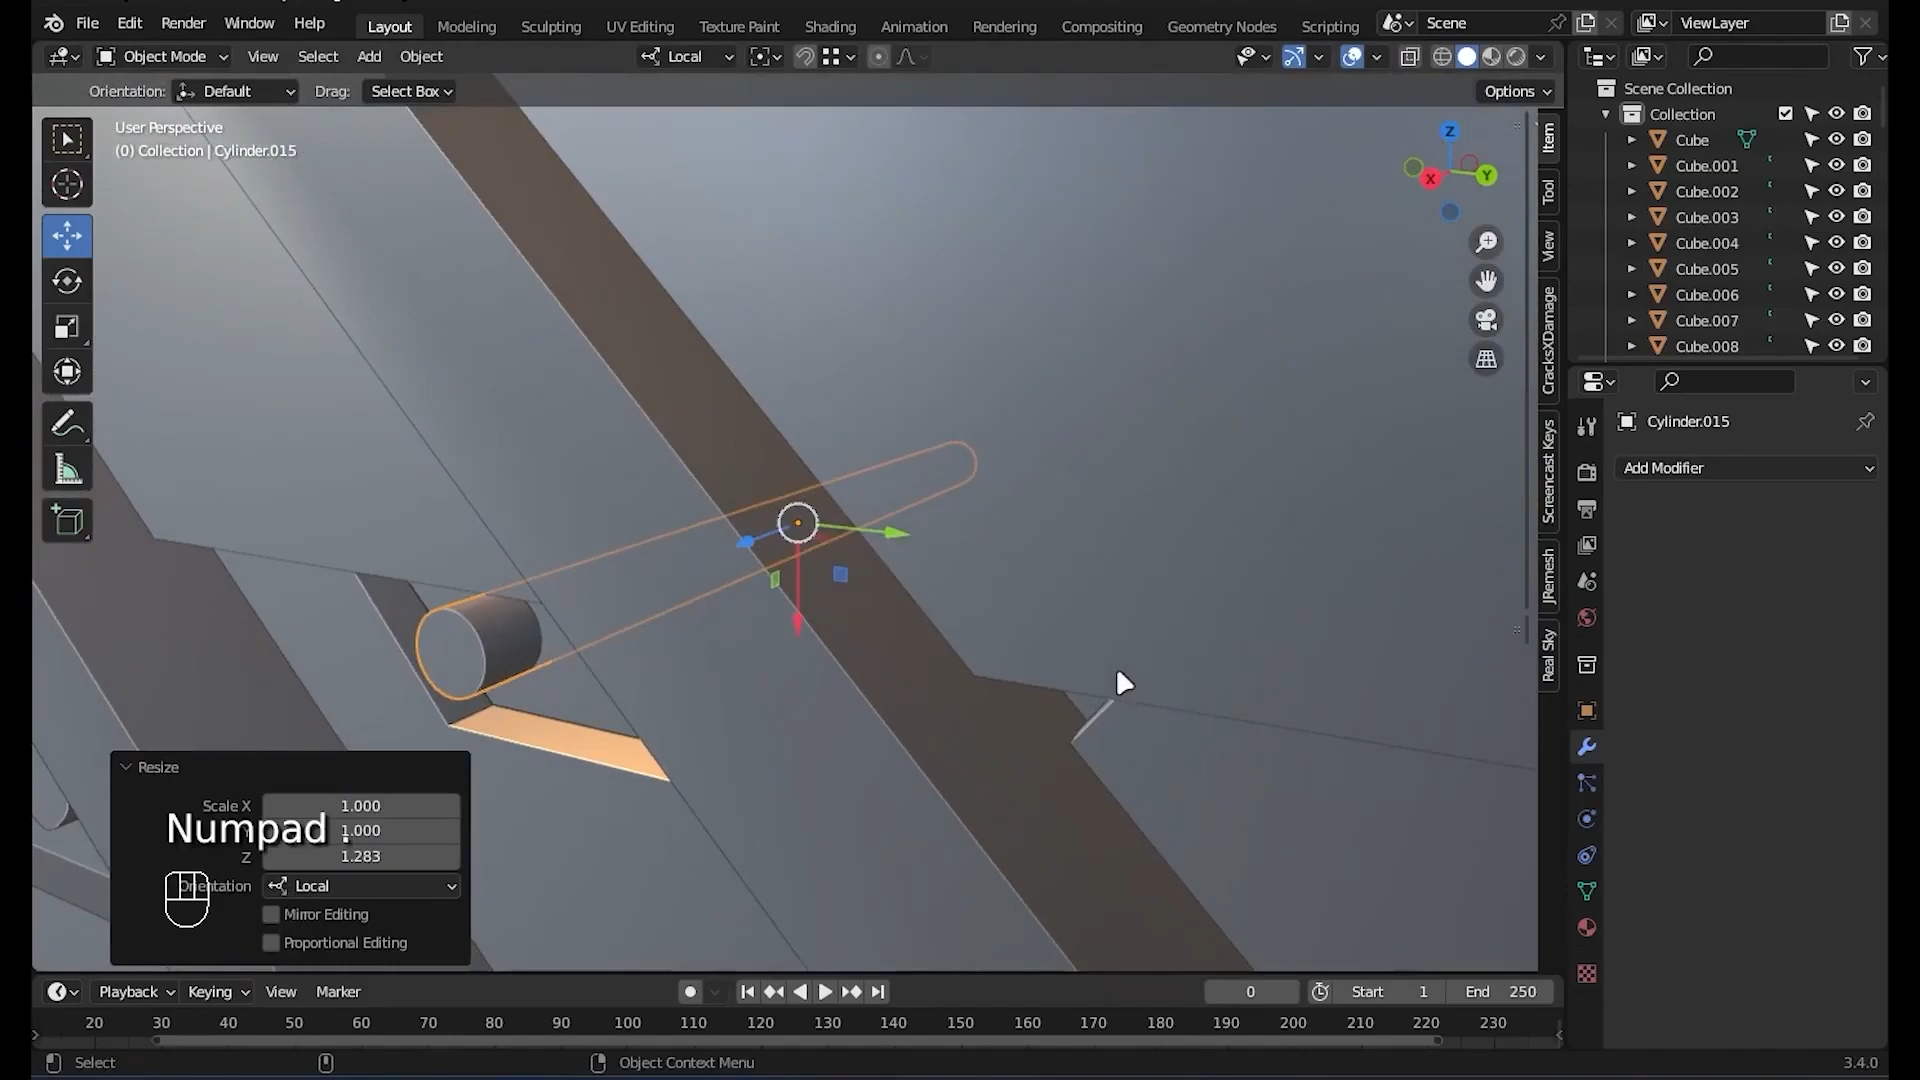 File Edit Render Window Help Layout Modeling Sculpting UV Editing Texture Paint Shading Animation Rendering Compositing Geometry Nodes Scripting Scene ViewLayer
Object Mode View Select Add Object Local
Orientation: Default Drag: Select Box Options
User Perspective
(0) Collection | Cylinder.015
Z
X
Y
Item
Tool
View
CracksXDamage
Screencast Keys
JRemesh
Real Sky
Scene Collection
Collection
Cube
Cube.001
Cube.002
Cube.003
Cube.004
Cube.005
Cube.006
Cube.007
Cube.008
Cylinder.015
Add Modifier
Resize
Scale X 1.000
1.000
Z 1.283
Numpad .
Orientation Local
Mirror Editing
Proportional Editing
Playback Keying View Marker 0 Start 1 End 250
20 30 40 50 60 70 80 90 100 110 120 130 140 150 160 170 180 190 200 210 220 230
Select Object Context Menu 3.4.0